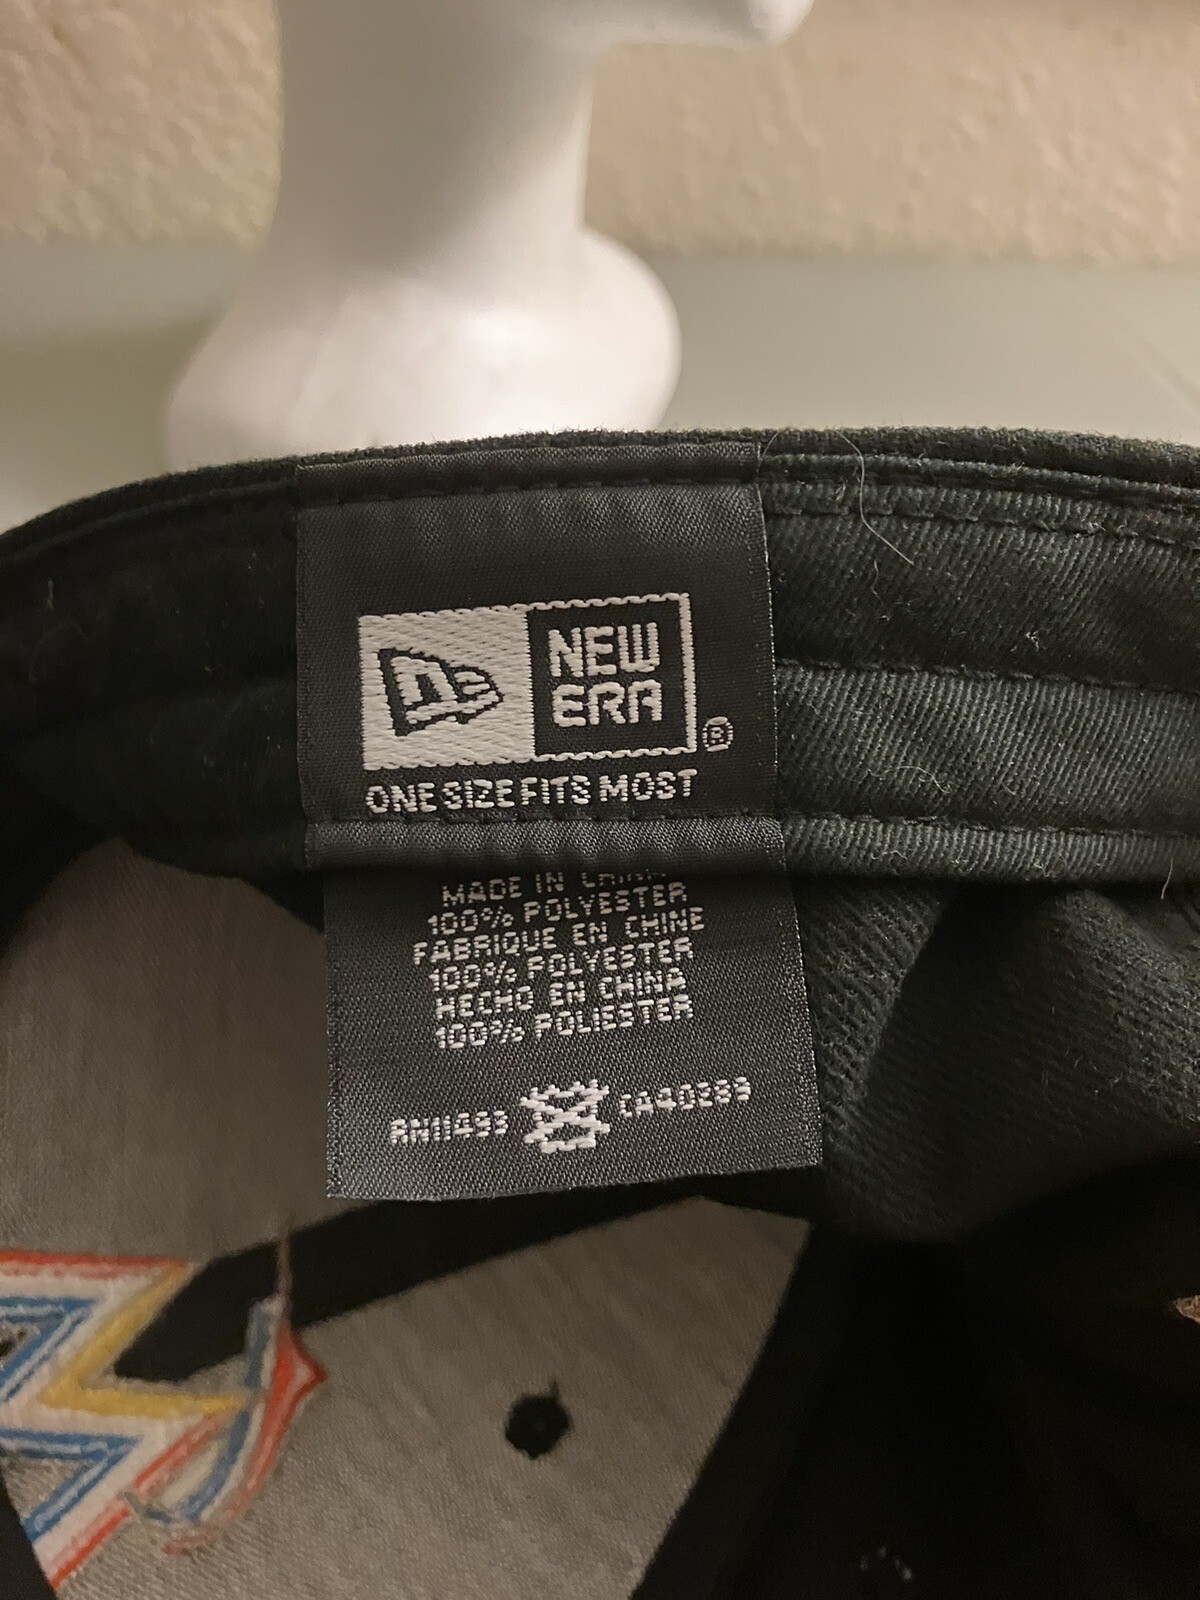 NEW
ERA
®
ONE SIZE FITS MOST
MADE IN CHINA
100% POLYESTER
FABRIQUE EN CHINE
100% POLYESTER
HECHO EN CHINA
100% POLIESTER
RN11493 CA40288